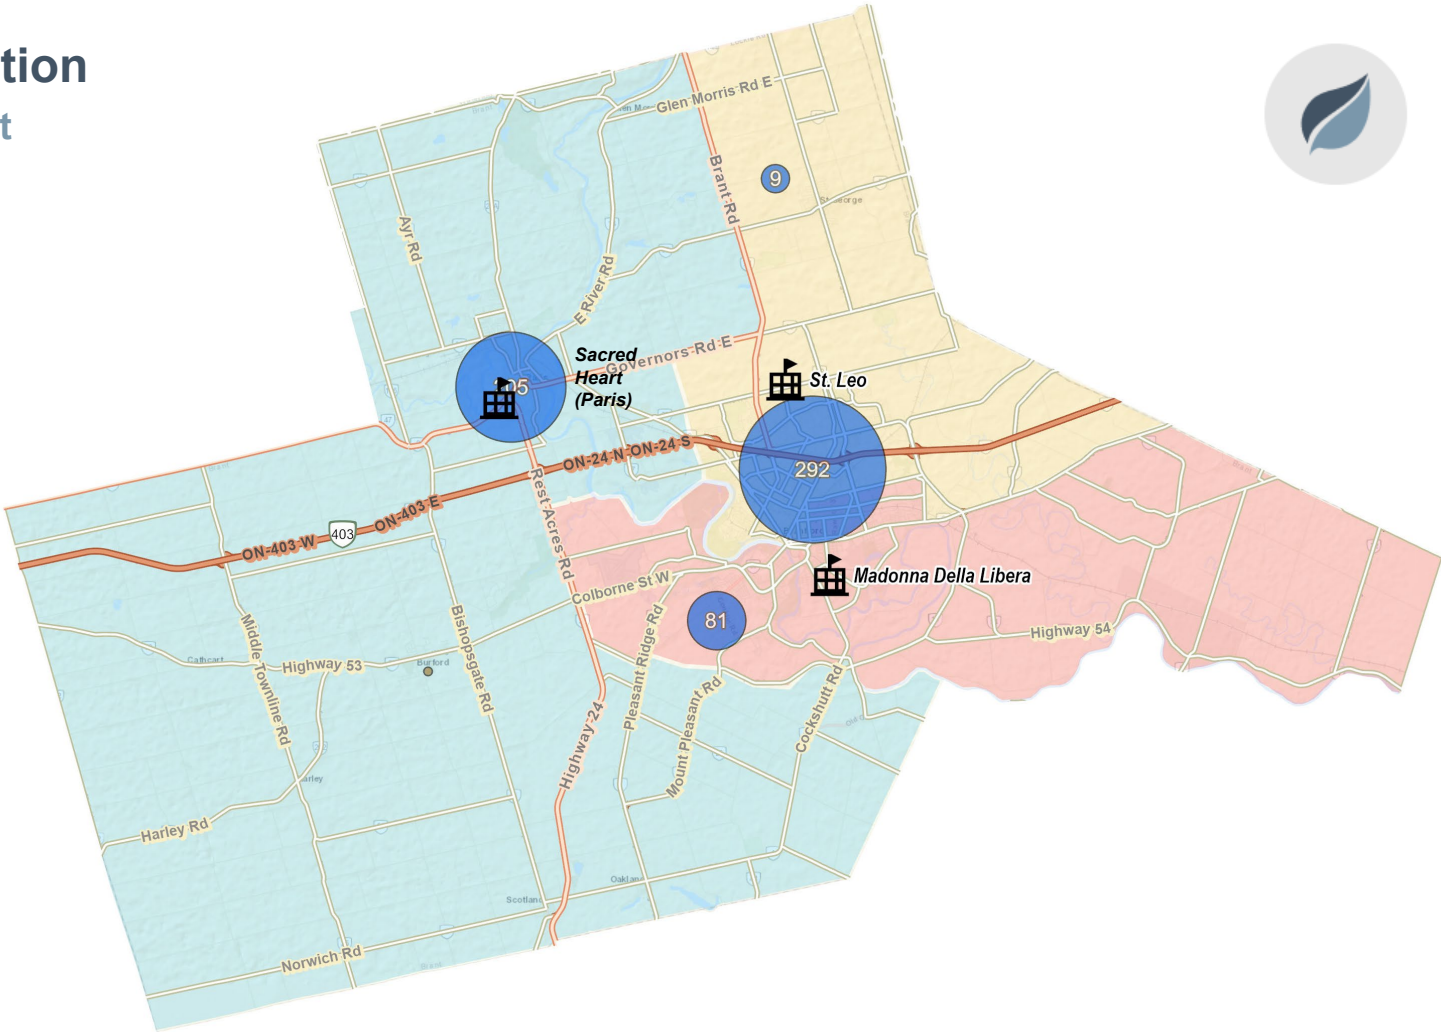 tion
t
Glen Morris Rd E
Brant Rd
9
Ayr Rd
E River Rd
Governors Rd E
Sacred
Heart
(Paris)
St. Leo
ON-24 N ON-24 S
292
ON-403 E
ON-403 W
403
Rest Acres Rd
Madonna Della Libera
Colborne St W
81
Highway 54
Middle Townline Rd
Bishopsgate Rd
Cathcart
Highway 53
Burford
Pleasant Ridge Rd
Mount Pleasant Rd
Cockshutt Rd
Highway 24
Harley Rd
Scotland
Norwich Rd